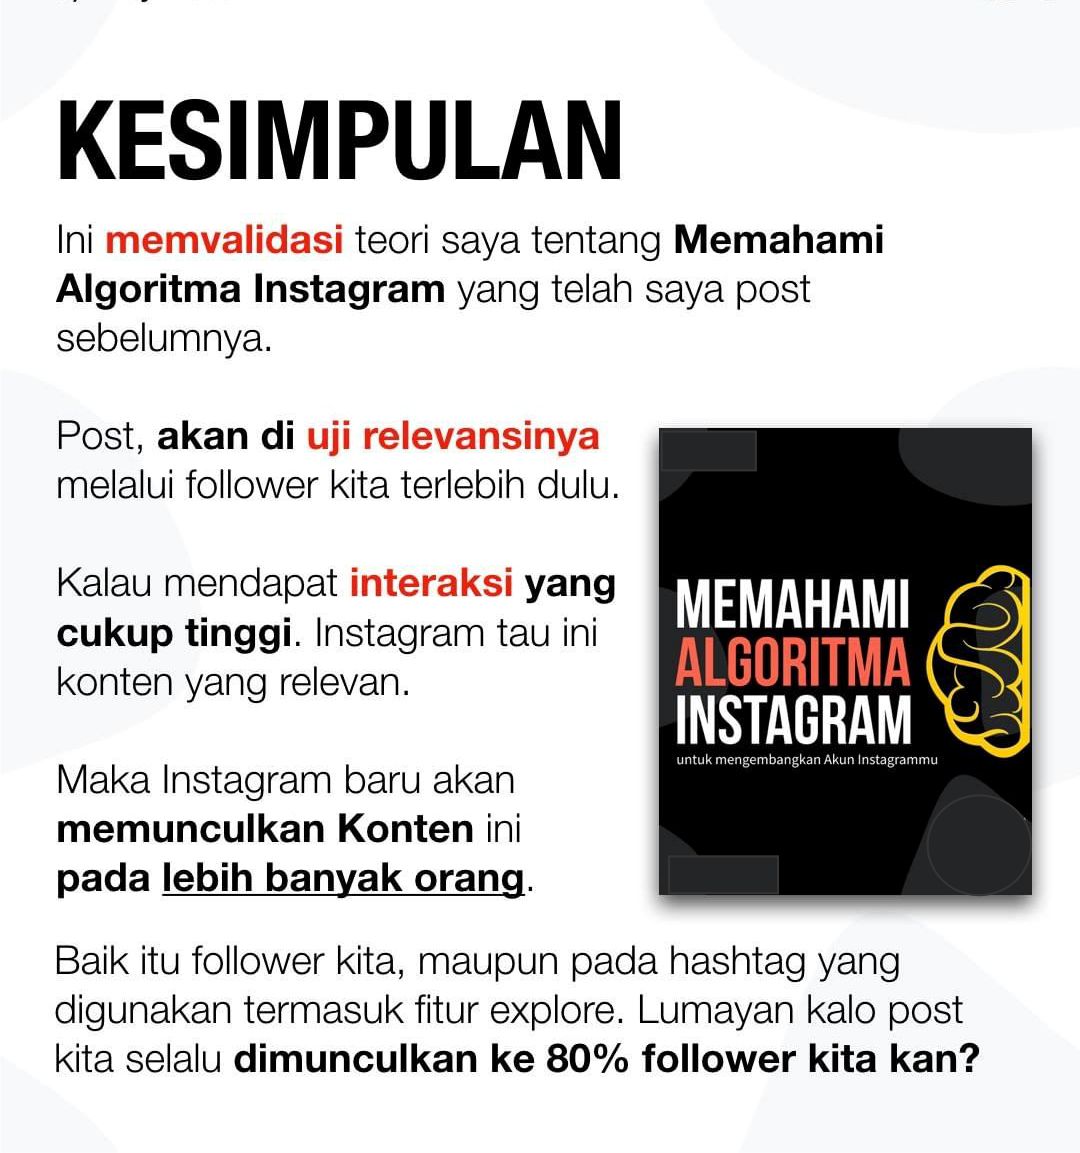 KESIMPULAN
Ini memvalidasi teori saya tentang Memahami
Algoritma Instagram yang telah saya post
sebelumnya.
Post, akan di uji relevansinya
melalui follower kita terlebih dulu.
Kalau mendapat interaksi yang
cukup tinggi. Instagram tau ini
konten yang relevan.
Maka Instagram baru akan
memunculkan Konten ini
pada lebih banyak orang.
MEMAHAMI
ALGORITMA
INSTAGRAM
untuk mengembangkan Akun Instagrammu
Baik itu follower kita, maupun pada hashtag yang
digunakan termasuk fitur explore. Lumayan kalo post
kita selalu dimunculkan ke 80% follower kita kan?